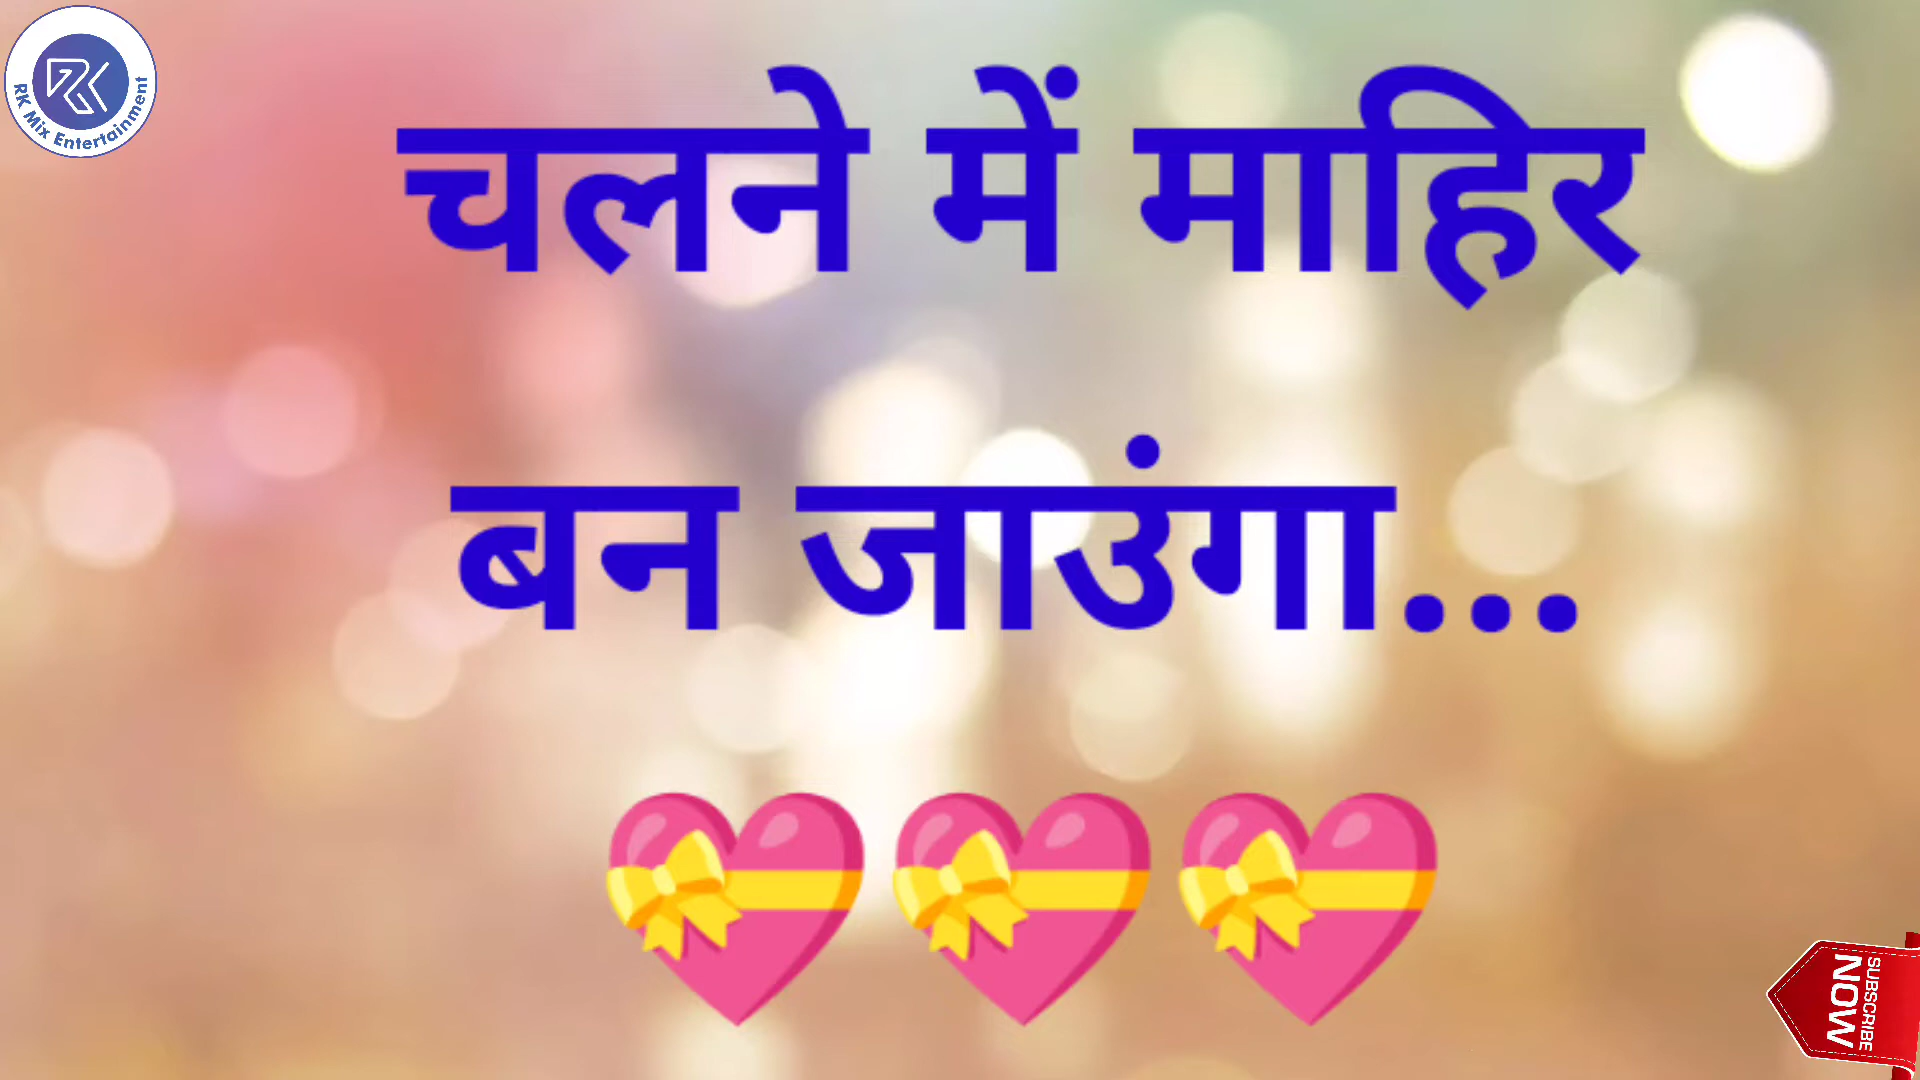 RK Mix Entertainment
चलने में माहिर
बन जाउंगा...
💝💝💝
SUBSCRIBE
NOW